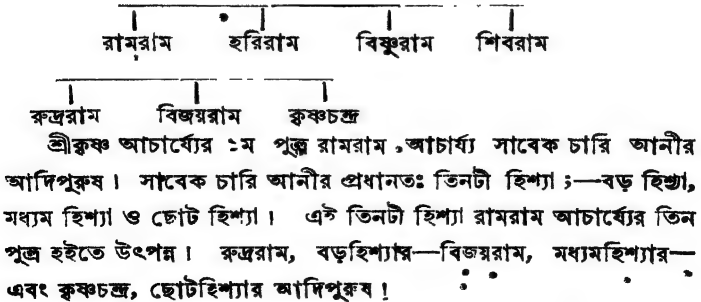 রামরাম হরিরাম বিষ্ণুরাম শিবরাম
রুদ্ররাম বিজয়রাম কৃষ্ণচন্দ্র
শ্রীকৃষ্ণ আচার্য্যের ১ম পুত্ত্র রামরাম আচার্য্য সাবেক চারি আনীর
আদিপুরুষ। সাবেক চারি আনীর প্রধানতঃ তিনটী হিশ্যা ;—বড় হিশ্যা,
মধ্যম হিশ্যা ও ছোট হিশ্যা। এই তিনটী হিশ্যা রামরাম আচার্য্যের তিন
পুত্ত্র হইতে উৎপন্ন। রুদ্ররাম, বড়হিশ্যার—বিজয়রাম, মধ্যমহিশ্যার—
এবং কৃষ্ণচন্দ্র, ছোটহিশ্যার আদিপুরুষ!